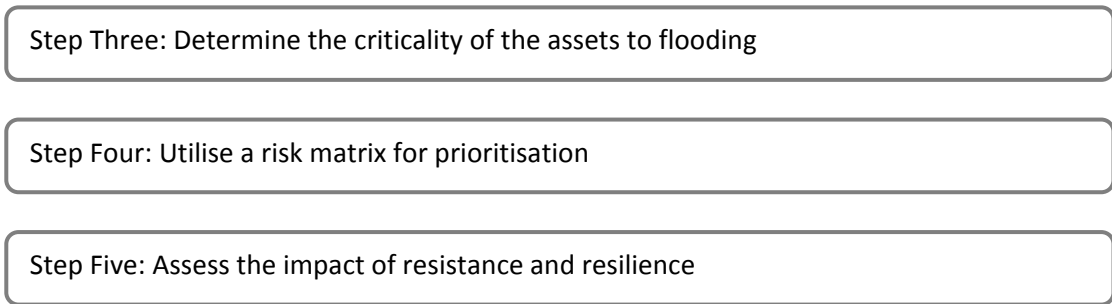 Step Three: Determine the criticality of the assets to flooding
Step Four: Utilise a risk matrix for prioritisation
Step Five: Assess the impact of resistance and resilience